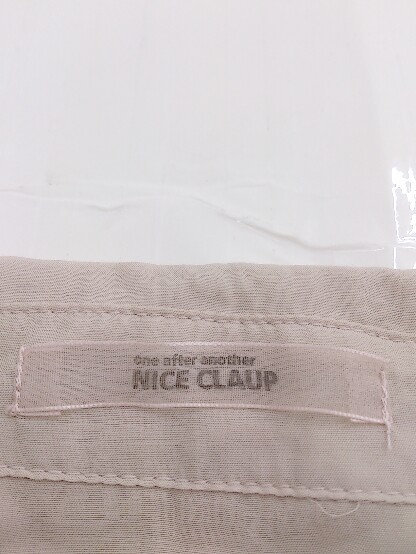 one after another
NICE CLAUP